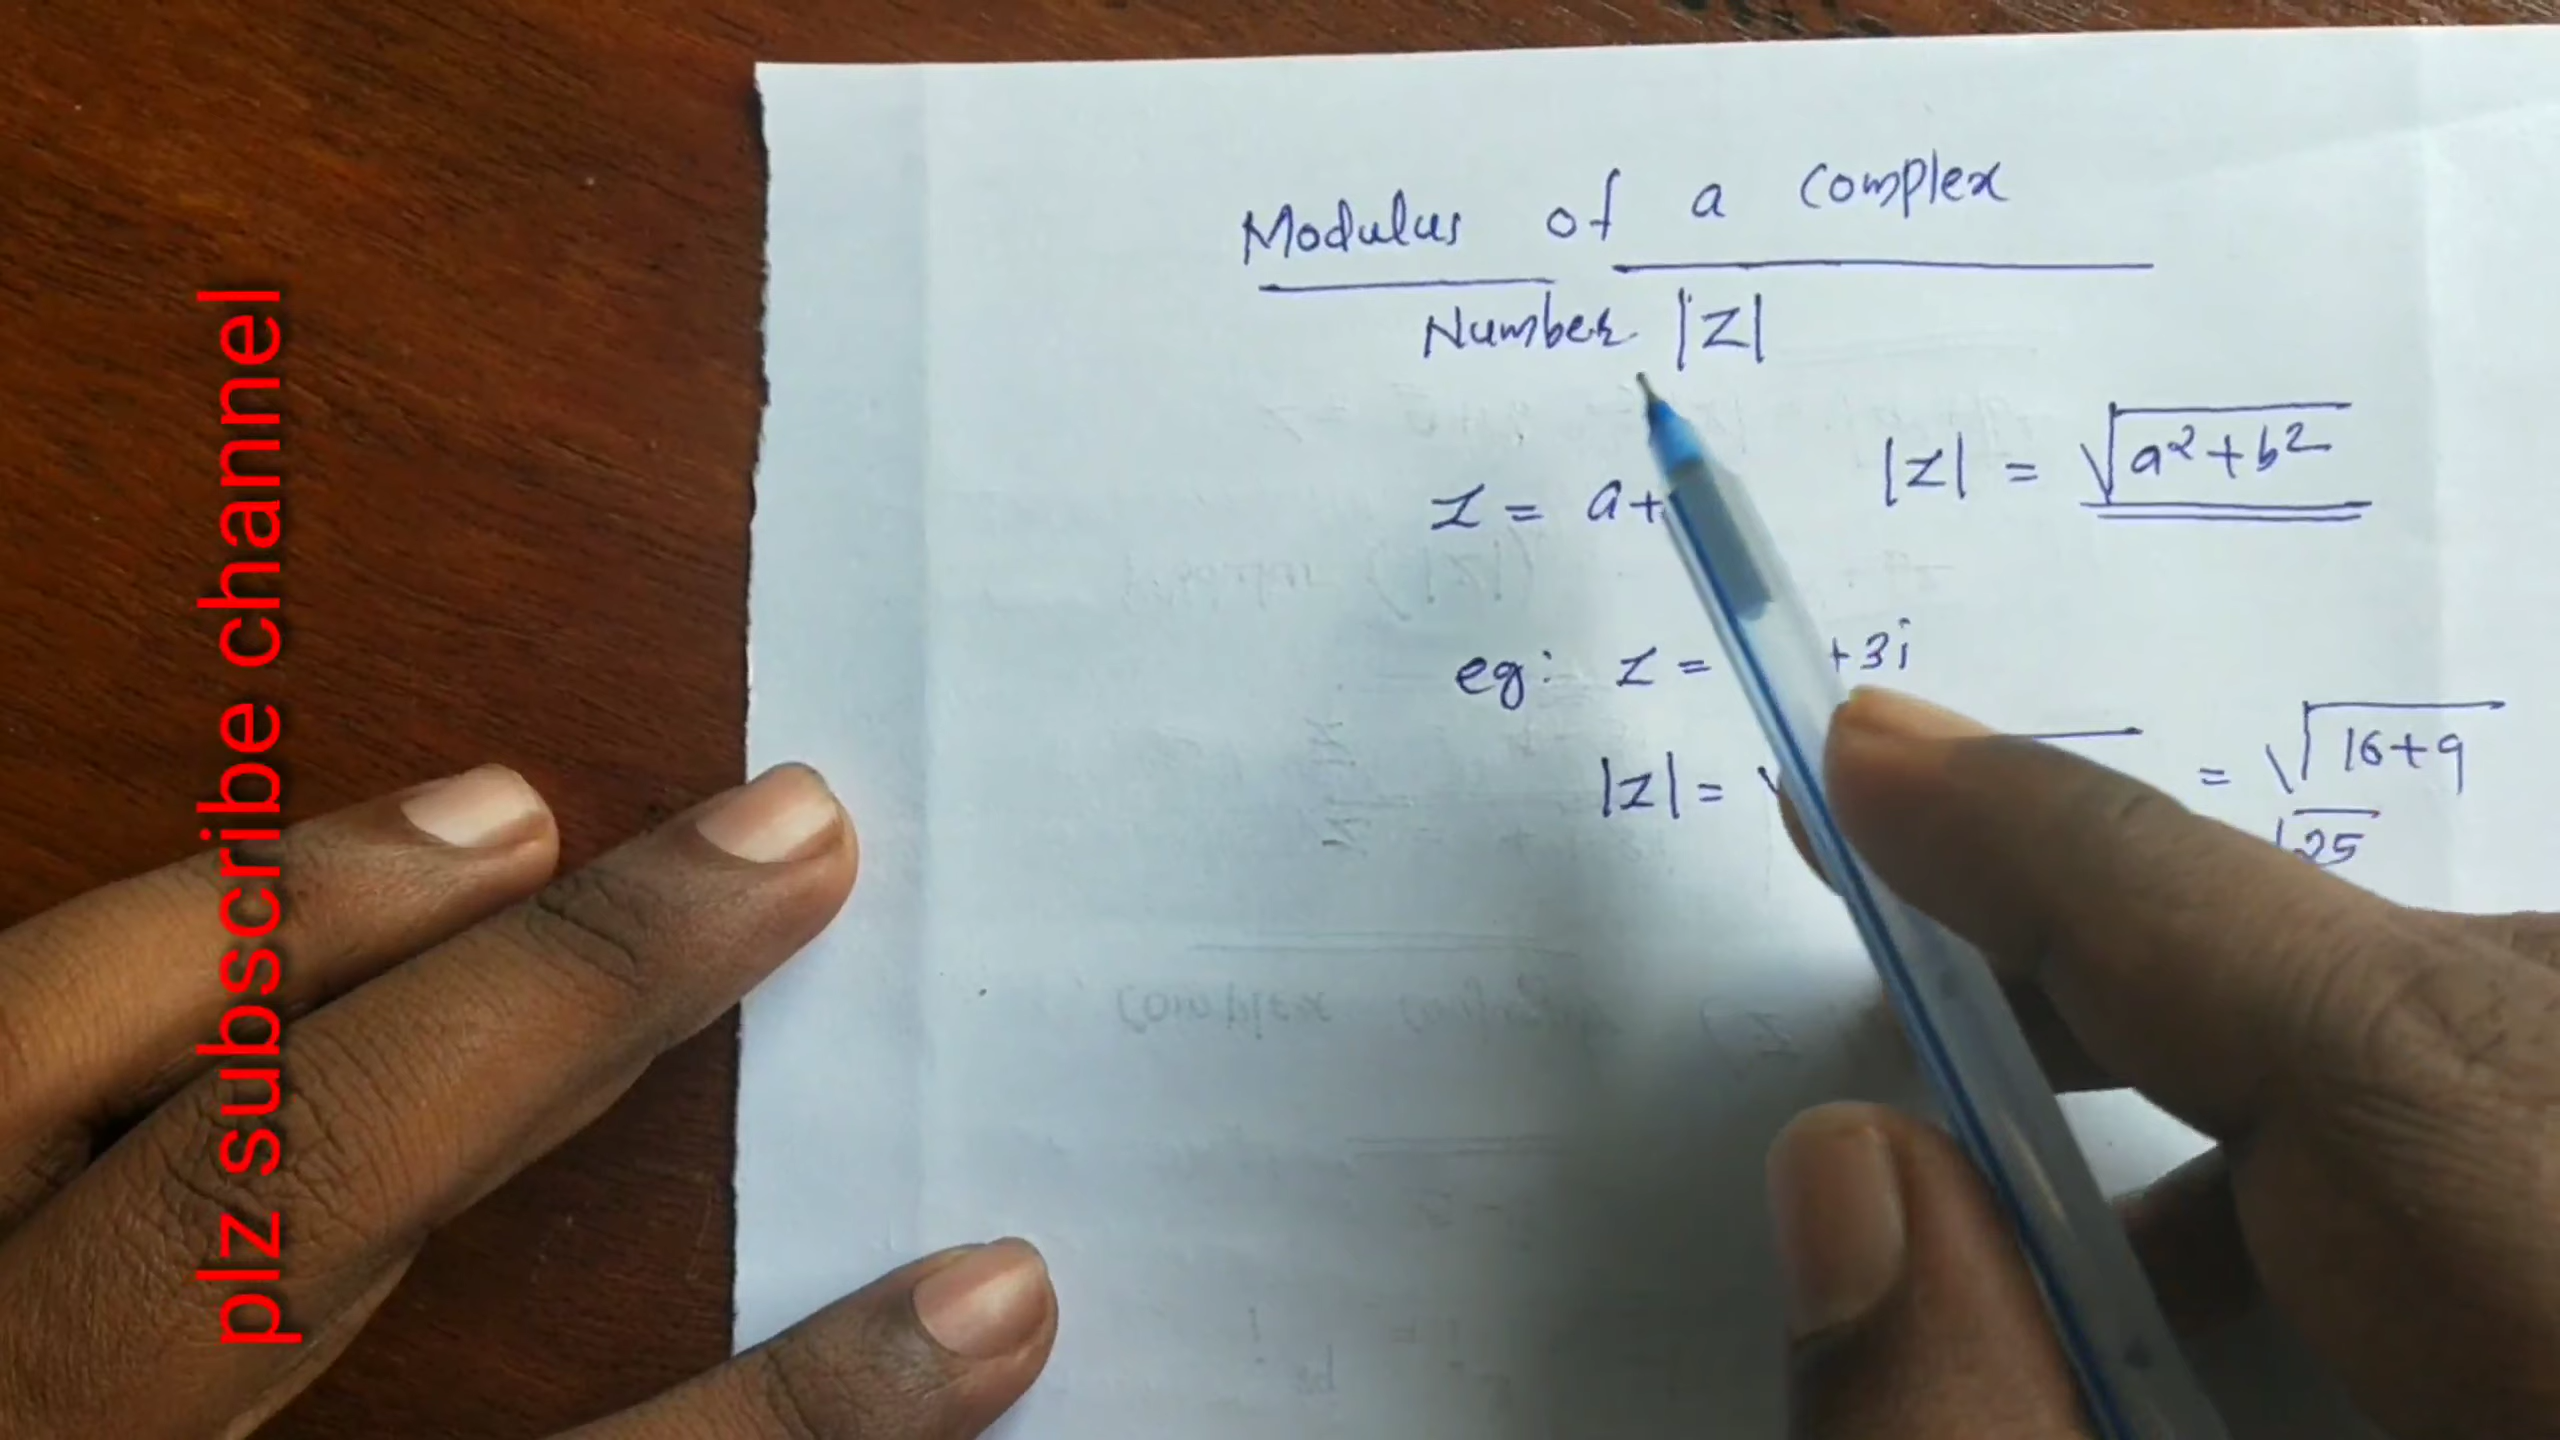 plz subscribe channel
Modulus of a complex
Number |z|
z = a+
|z| = √a²+b²
eg: z = +3i
|z| = √ = √16+9
√25